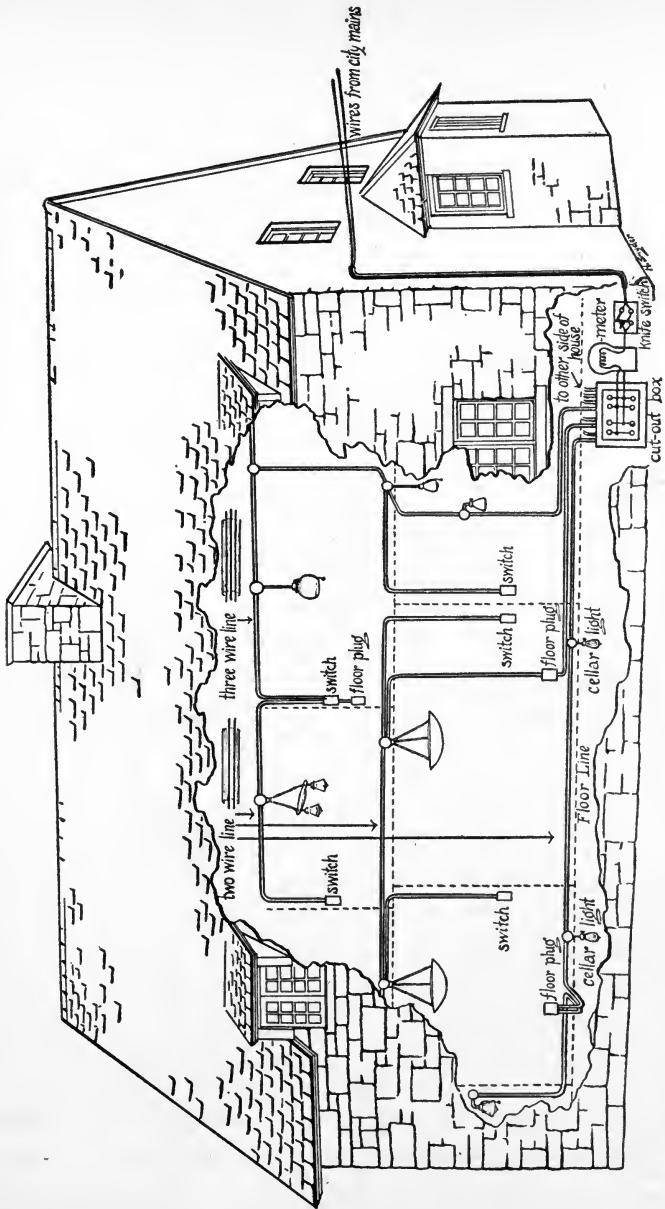 wires from city mains
three wire line
two wire line
switch
floor plug
switch
switch
switch
switch
floor plug
floor plug
cellar light
cellar light
Floor Line
to other side of
house
meter
knife switch
cut-out box